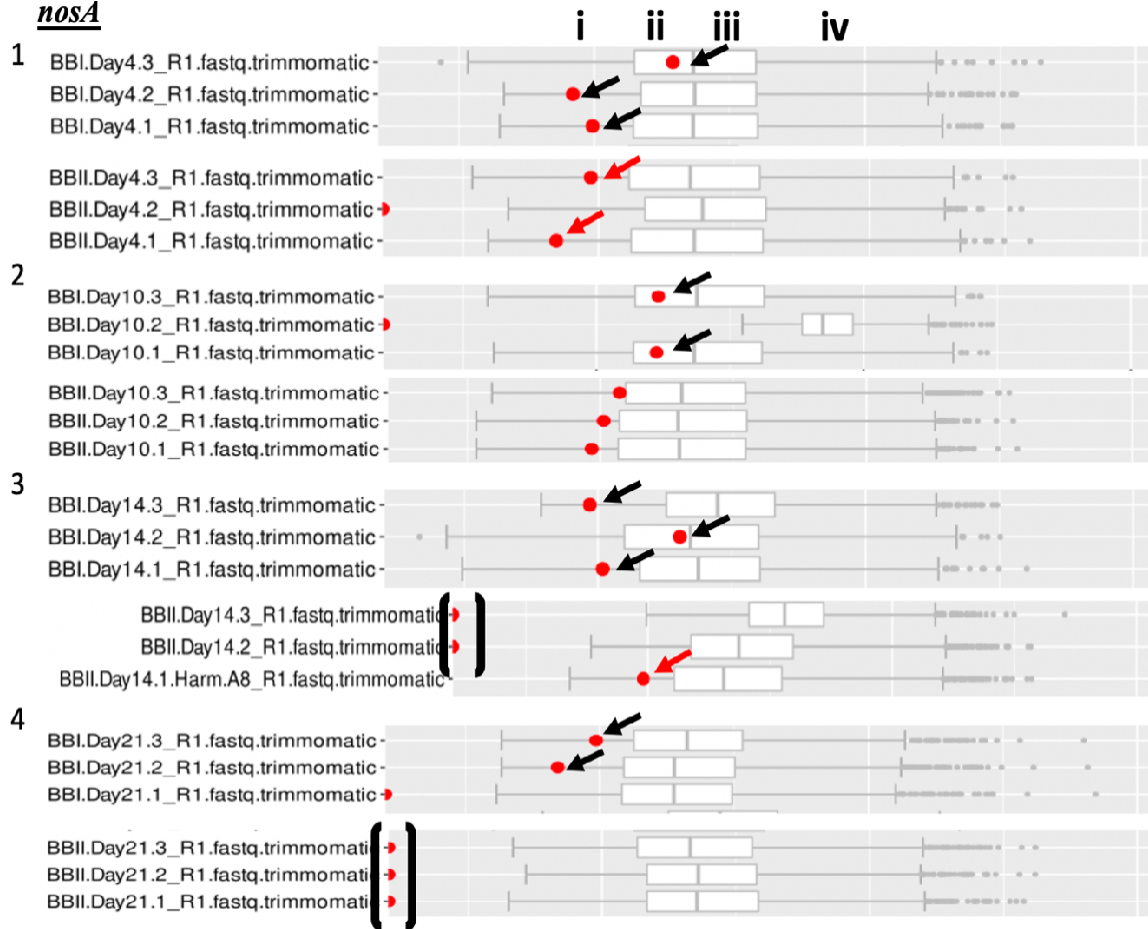 nosA
i ii iii iv
1
BBI.Day4.3_R1.fastq.trimmomatic
BBI.Day4.2_R1.fastq.trimmomatic
BBI.Day4.1_R1.fastq.trimmomatic
BBII.Day4.3_R1.fastq.trimmomatic
BBII.Day4.2_R1.fastq.trimmomatic
BBII.Day4.1_R1.fastq.trimmomatic
2
BBI.Day10.3_R1.fastq.trimmomatic
BBI.Day10.2_R1.fastq.trimmomatic
BBI.Day10.1_R1.fastq.trimmomatic
BBII.Day10.3_R1.fastq.trimmomatic
BBII.Day10.2_R1.fastq.trimmomatic
BBII.Day10.1_R1.fastq.trimmomatic
3
BBI.Day14.3_R1.fastq.trimmomatic
BBI.Day14.2_R1.fastq.trimmomatic
BBI.Day14.1_R1.fastq.trimmomatic
BBII.Day14.3_R1.fastq.trimmomatic
BBII.Day14.2_R1.fastq.trimmomatic
BBII.Day14.1.Harm.A8_R1.fastq.trimmomatic
4
BBI.Day21.3_R1.fastq.trimmomatic
BBI.Day21.2_R1.fastq.trimmomatic
BBI.Day21.1_R1.fastq.trimmomatic
BBII.Day21.3_R1.fastq.trimmomatic
BBII.Day21.2_R1.fastq.trimmomatic
BBII.Day21.1_R1.fastq.trimmomatic